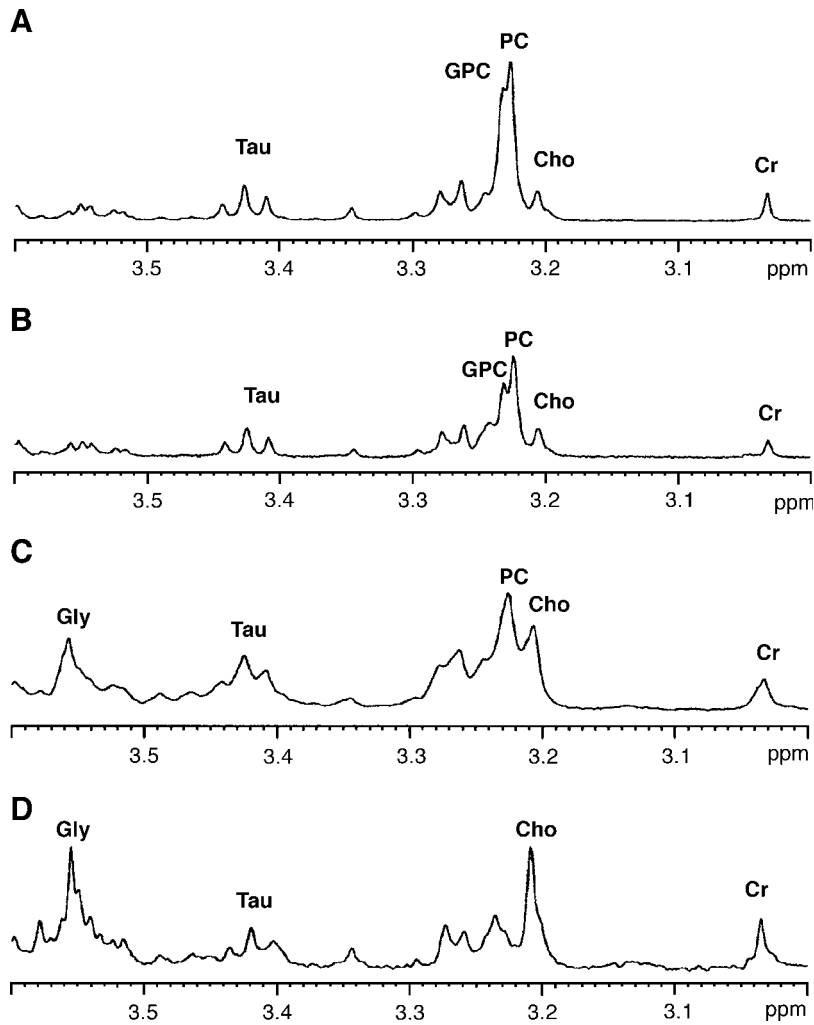 A
PC
GPC
Tau
Cho
Cr
3.5 3.4 3.3 3.2 3.1 ppm
B
PC
GPC
Tau
Cho
Cr
3.5 3.4 3.3 3.2 3.1 ppm
C
PC
Cho
Gly
Tau
Cr
3.5 3.4 3.3 3.2 3.1 ppm
D
Gly
Cho
Tau
Cr
3.5 3.4 3.3 3.2 3.1 ppm